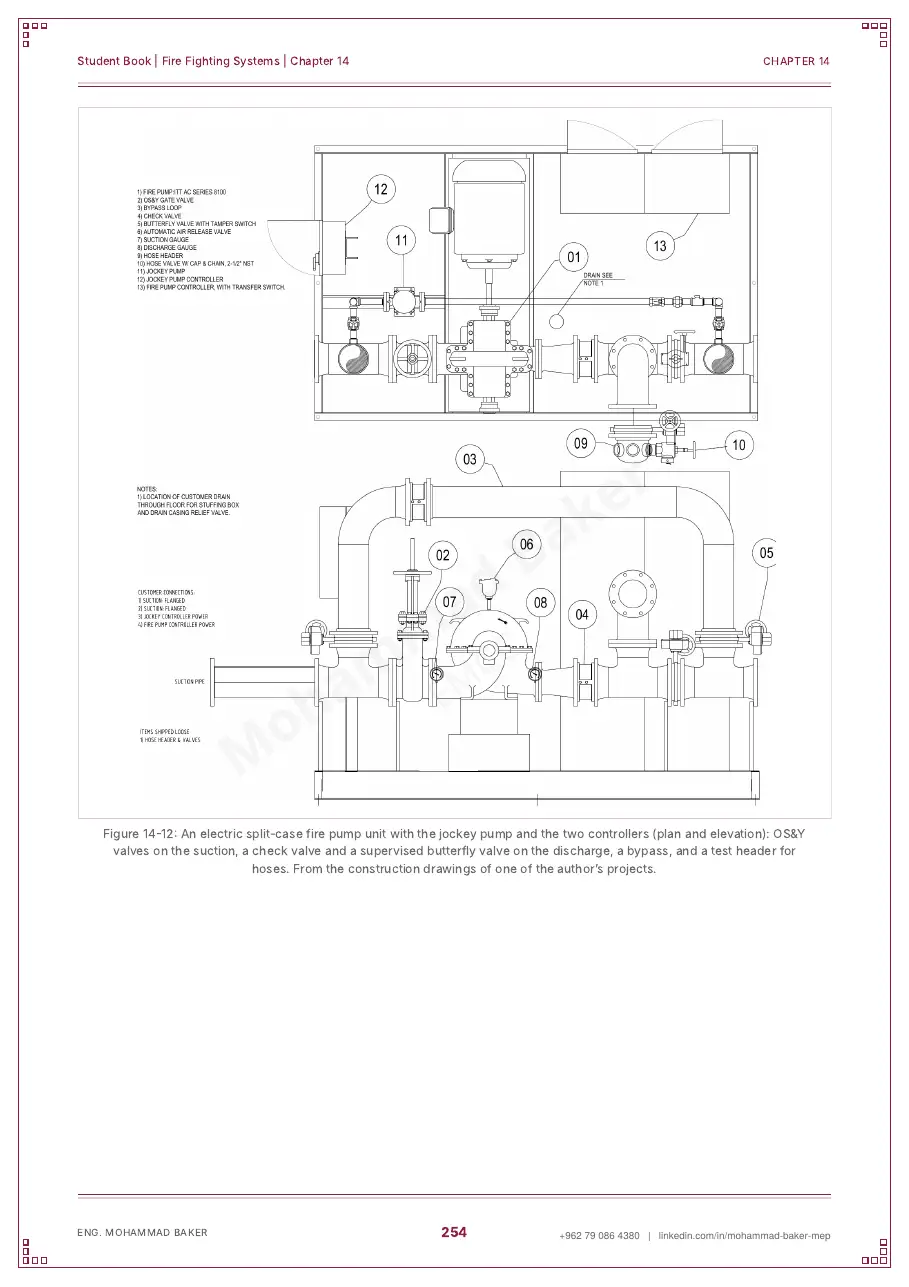 Student Book | Fire Fighting Systems | Chapter 14
CHAPTER 14
1) FIRE PUMP:ITT AC SERIES 8100
2) OS&Y GATE VALVE
3) BYPASS LOOP
4) CHECK VALVE
5) BUTTERFLY VALVE WITH TAMPER SWITCH
6) AUTOMATIC AIR RELEASE VALVE
7) SUCTION GAUGE
8) DISCHARGE GAUGE
9) HOSE HEADER
10) HOSE VALVE W/ CAP & CHAIN, 2-1/2" NST
11) JOCKEY PUMP
12) JOCKEY PUMP CONTROLLER
13) FIRE PUMP CONTROLLER, WITH TRANSFER SWITCH.
12
11
13
01
DRAIN SEE
NOTE 1
09
10
03
NOTES:
1) LOCATION OF CUSTOMER DRAIN
THROUGH FLOOR FOR STUFFING BOX
AND DRAIN CASING RELIEF VALVE.
06
02
05
07
08
04
CUSTOMER CONNECTIONS:
1) SUCTION-FLANGED
2) SUCTION-FLANGED
3) JOCKEY CONTROLLER POWER
4) FIRE PUMP CONTROLLER POWER
SUCTION PIPE
ITEMS SHIPPED LOOSE
1) HOSE HEADER & VALVES
Mohammad Baker
Figure 14-12: An electric split-case fire pump unit with the jockey pump and the two controllers (plan and elevation): OS&Y
valves on the suction, a check valve and a supervised butterfly valve on the discharge, a bypass, and a test header for
hoses. From the construction drawings of one of the author's projects.
ENG. MOHAMMAD BAKER
254
+962 79 086 4380 | linkedin.com/in/mohammad-baker-mep